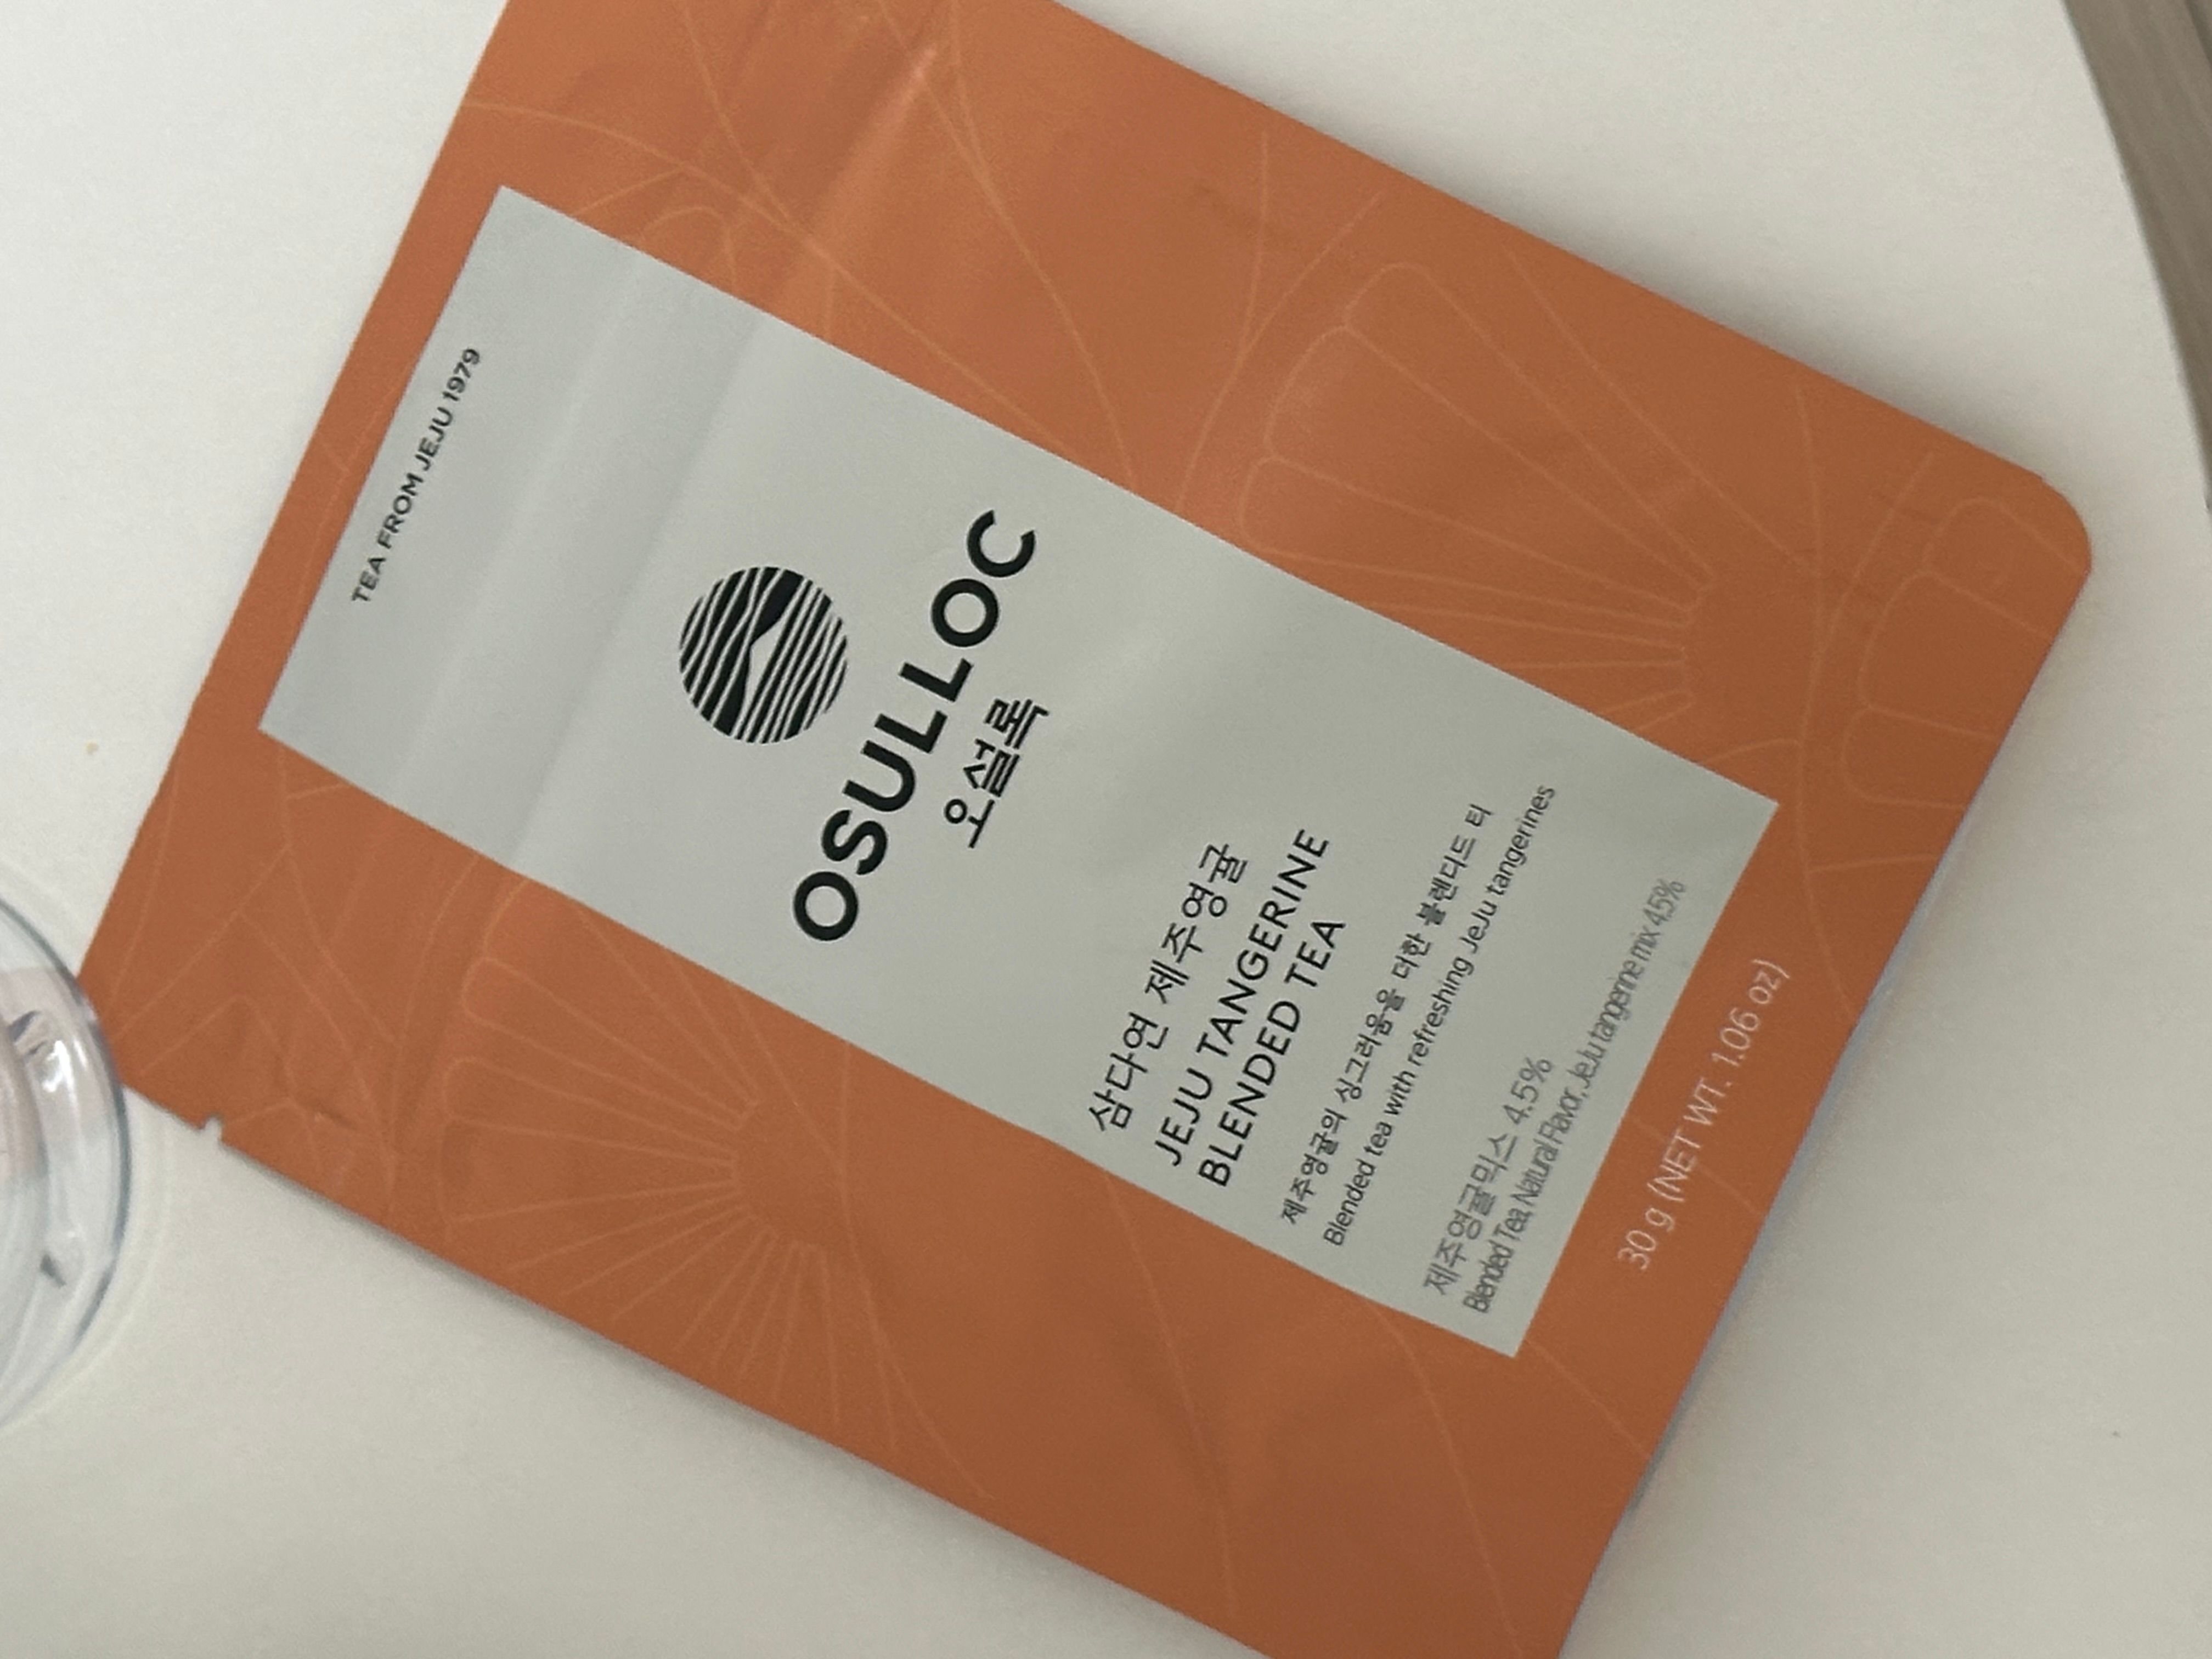 TEA FROM JEJU 1979
OSULLOC
오설록
삼다연 제주영귤
JEJU TANGERINE
BLENDED TEA
제주영귤의 싱그러움을 더한 블렌디드 티
Blended tea with refreshing JeJu tangerines
제주영귤믹스 4.5%
Blended Tea, Natural Flavor, JeJu tangerine mix 4.5%
30 g (NET WT. 1.06 oz)